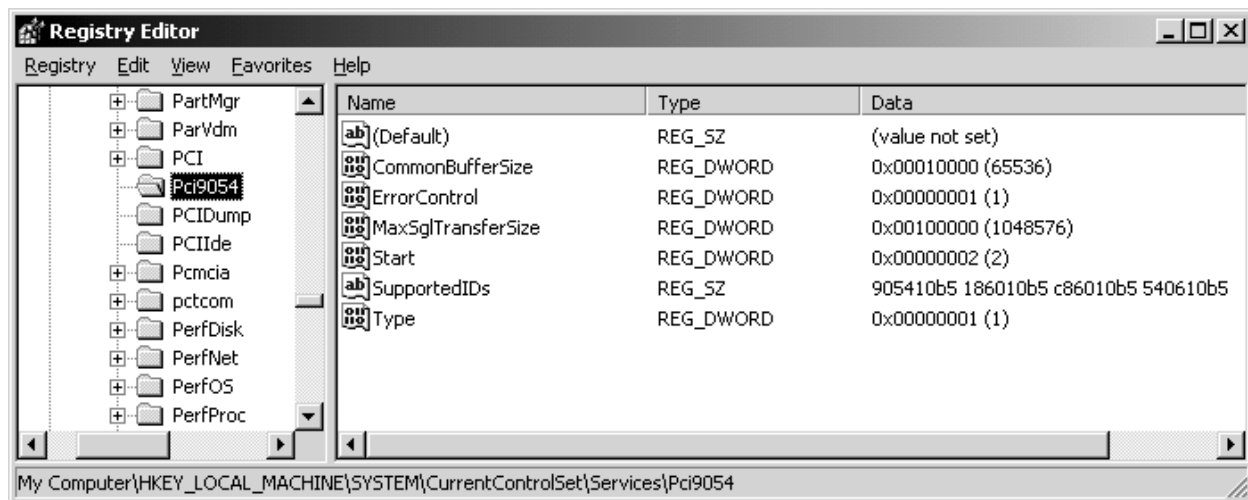 Registry Editor
Registry Edit View Favorites Help
PartMgr
ParVdm
PCI
Pci9054
PCIDump
PCIIde
Pcmcia
pctcom
PerfDisk
PerfNet
PerfOS
PerfProc
Name Type Data
(Default) REG_SZ (value not set)
CommonBufferSize REG_DWORD 0x00010000 (65536)
ErrorControl REG_DWORD 0x00000001 (1)
MaxSglTransferSize REG_DWORD 0x00100000 (1048576)
Start REG_DWORD 0x00000002 (2)
SupportedIDs REG_SZ 905410b5 186010b5 c86010b5 540610b5
Type REG_DWORD 0x00000001 (1)
My Computer\HKEY_LOCAL_MACHINE\SYSTEM\CurrentControlSet\Services\Pci9054